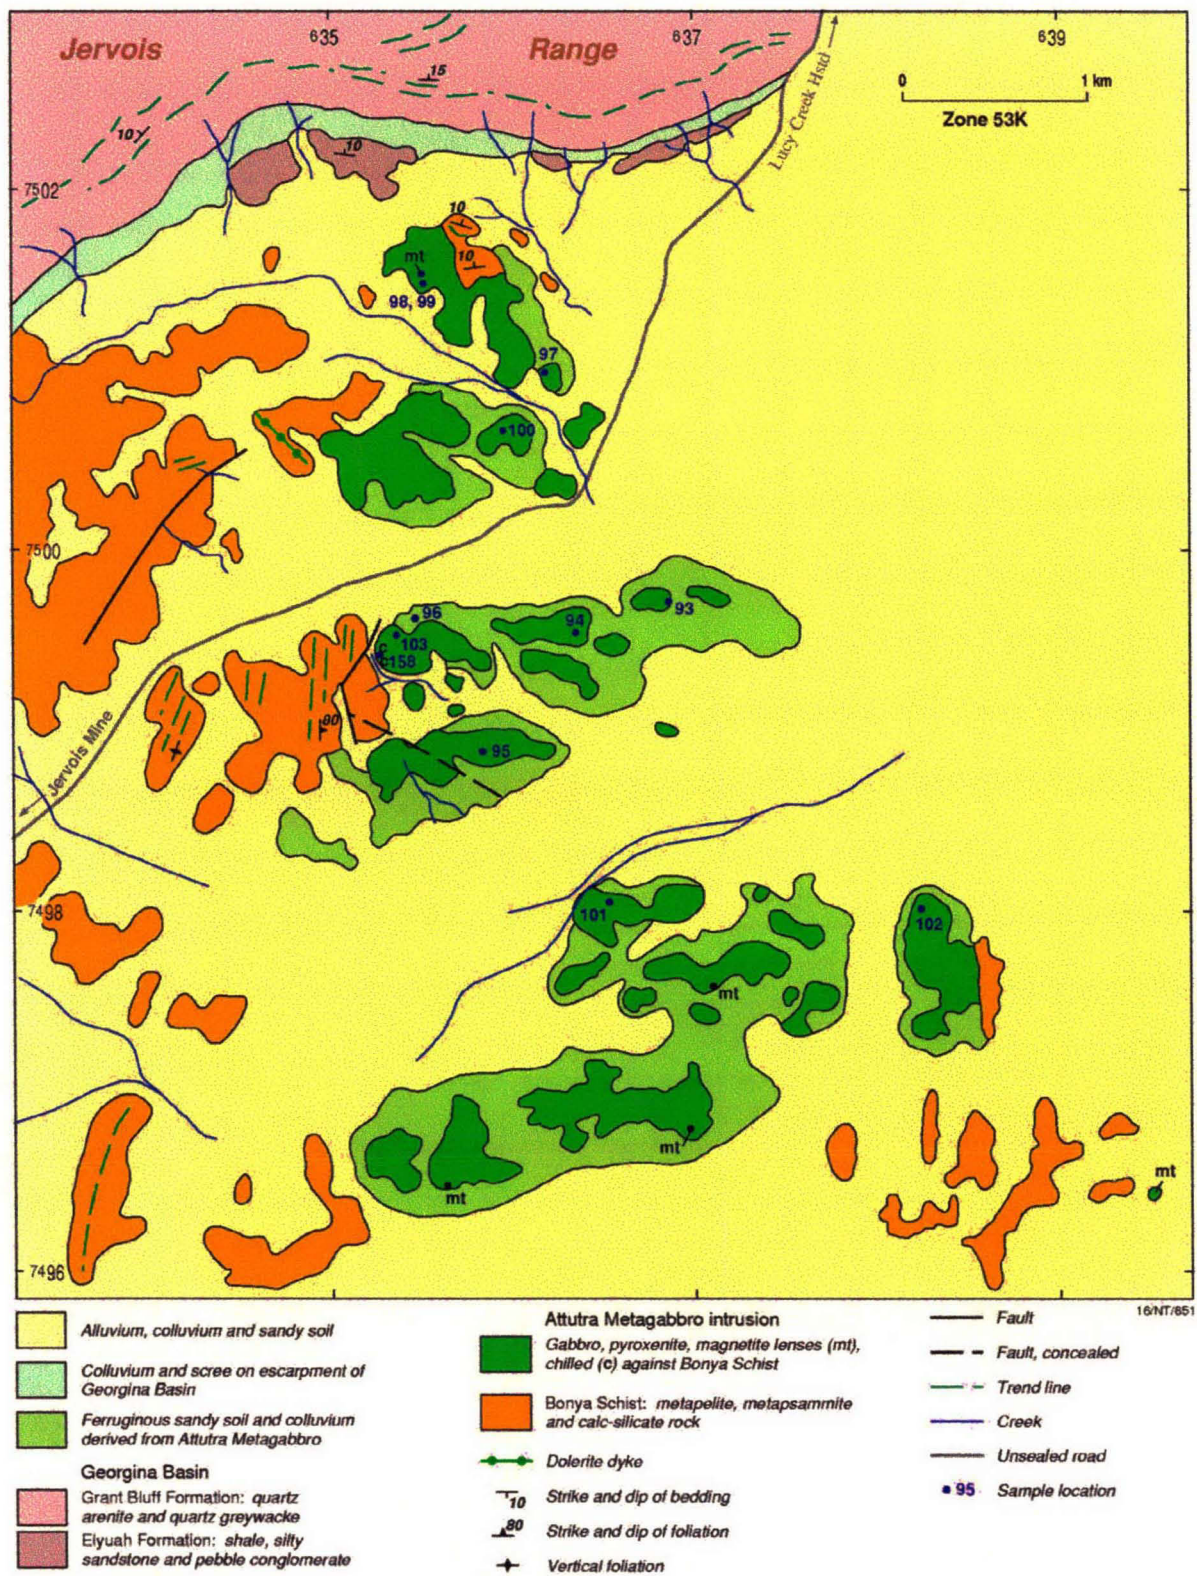 635
637
639
Jervois Range
15
10
10
0 1 km
Zone 53K
Lucy Creek Hstd
7502
10
10
mt
98, 99
97
100
7500
96
94
93
103
c
c158
80
95
Jervois Mine
7498
101
102
mt
mt
mt
mt
7496
16/NT/651
Alluvium, colluvium and sandy soil
Colluvium and scree on escarpment of
Georgina Basin
Ferruginous sandy soil and colluvium
derived from Attutra Metagabbro
Georgina Basin
Grant Bluff Formation: quartz
arenite and quartz greywacke
Elyuah Formation: shale, silty
sandstone and pebble conglomerate
Attutra Metagabbro intrusion
Gabbro, pyroxenite, magnetite lenses (mt),
chilled (c) against Bonya Schist
Bonya Schist: metapelite, metapsammite
and calc-silicate rock
Dolerite dyke
10 Strike and dip of bedding
80 Strike and dip of foliation
Vertical foliation
Fault
Fault, concealed
Trend line
Creek
Unsealed road
95 Sample location